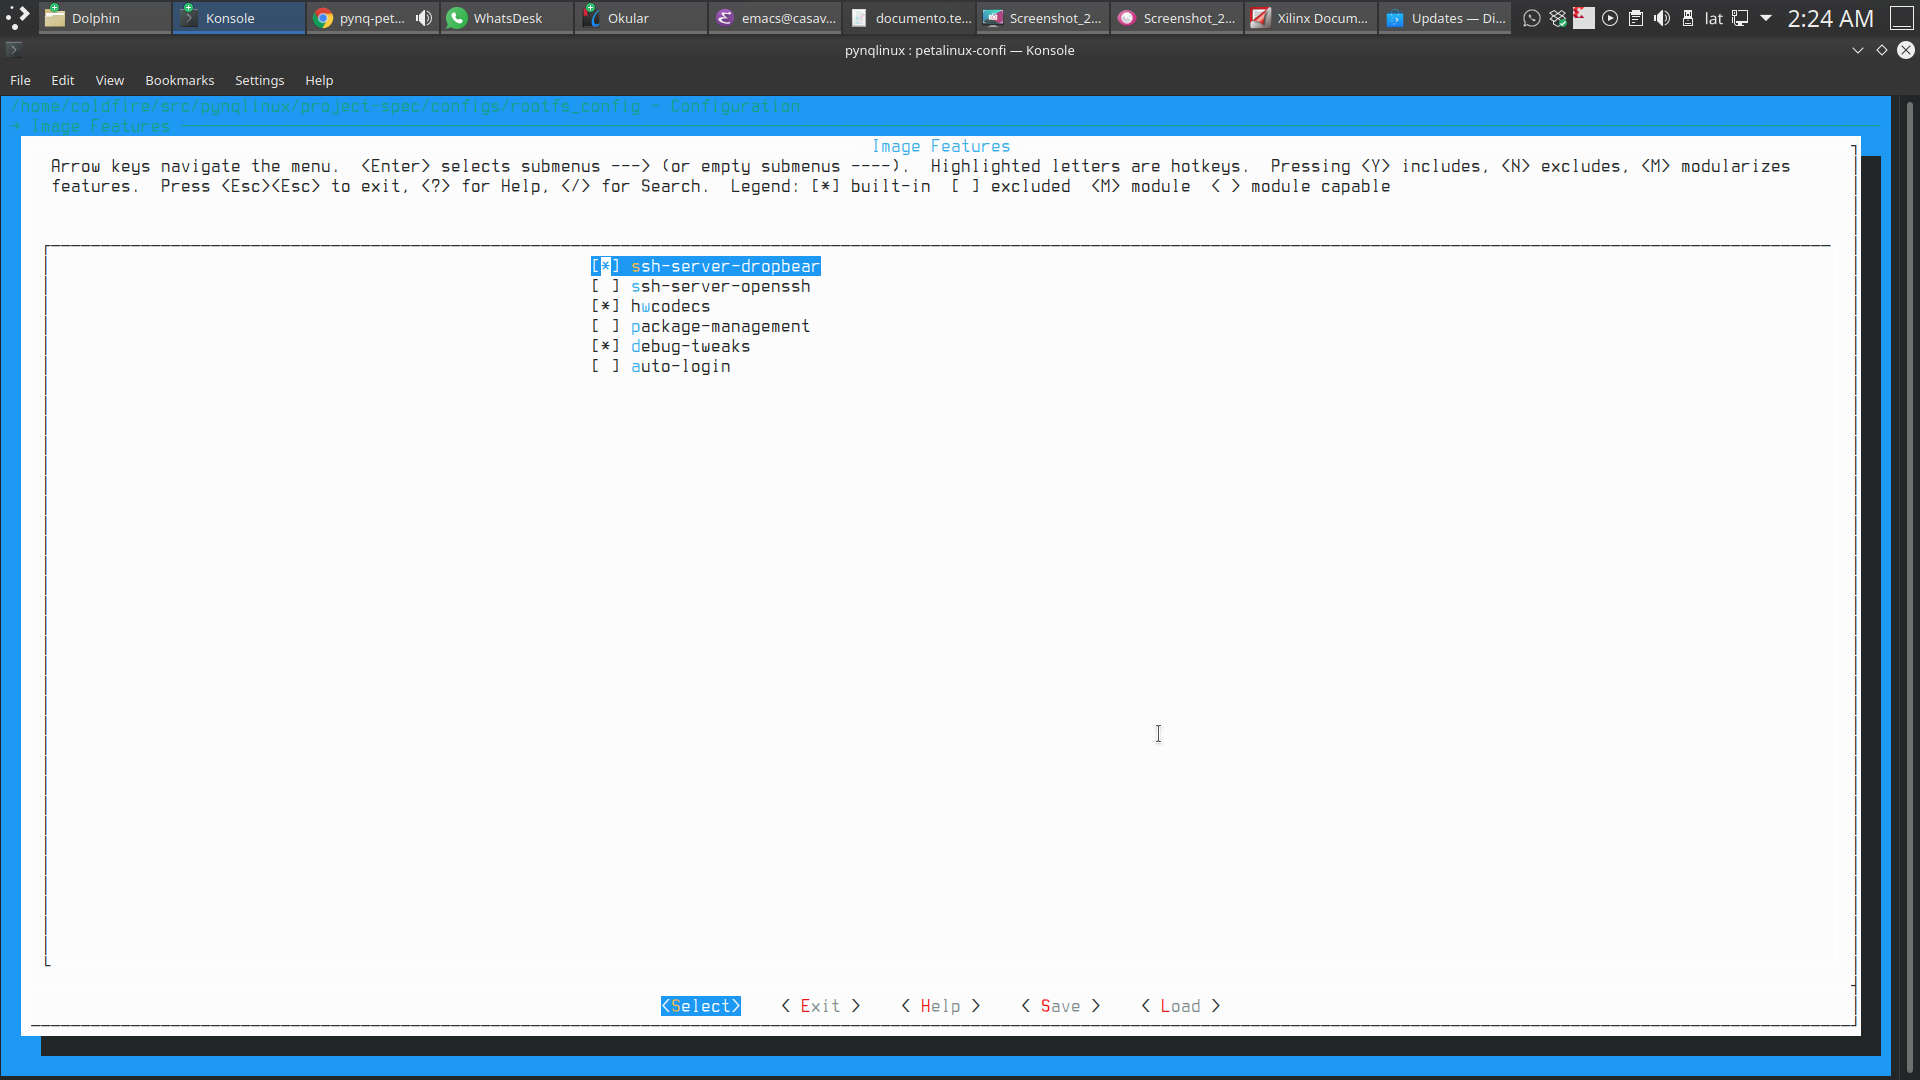 Dolphin
Konsole
pynq-pet...
WhatsDesk
Okular
emacs@casav...
documento.te...
Screenshot_2...
Screenshot_2...
Xilinx Docum...
Updates — Di...
lat
2:24 AM
pynqlinux : petalinux-confi — Konsole
File Edit View Bookmarks Settings Help
/home/coldfire/src/pynqlinux/project-spec/configs/rootfs_config - Configuration
→ Image Features
Image Features
Arrow keys navigate the menu. <Enter> selects submenus ---> (or empty submenus ----). Highlighted letters are hotkeys. Pressing <Y> includes, <N> excludes, <M> modularizes
features. Press <Esc><Esc> to exit, <?> for Help, </> for Search. Legend: [*] built-in [ ] excluded <M> module < > module capable
[*] ssh-server-dropbear
[ ] ssh-server-openssh
[*] hwcodecs
[ ] package-management
[*] debug-tweaks
[ ] auto-login
<Select> < Exit > < Help > < Save > < Load >